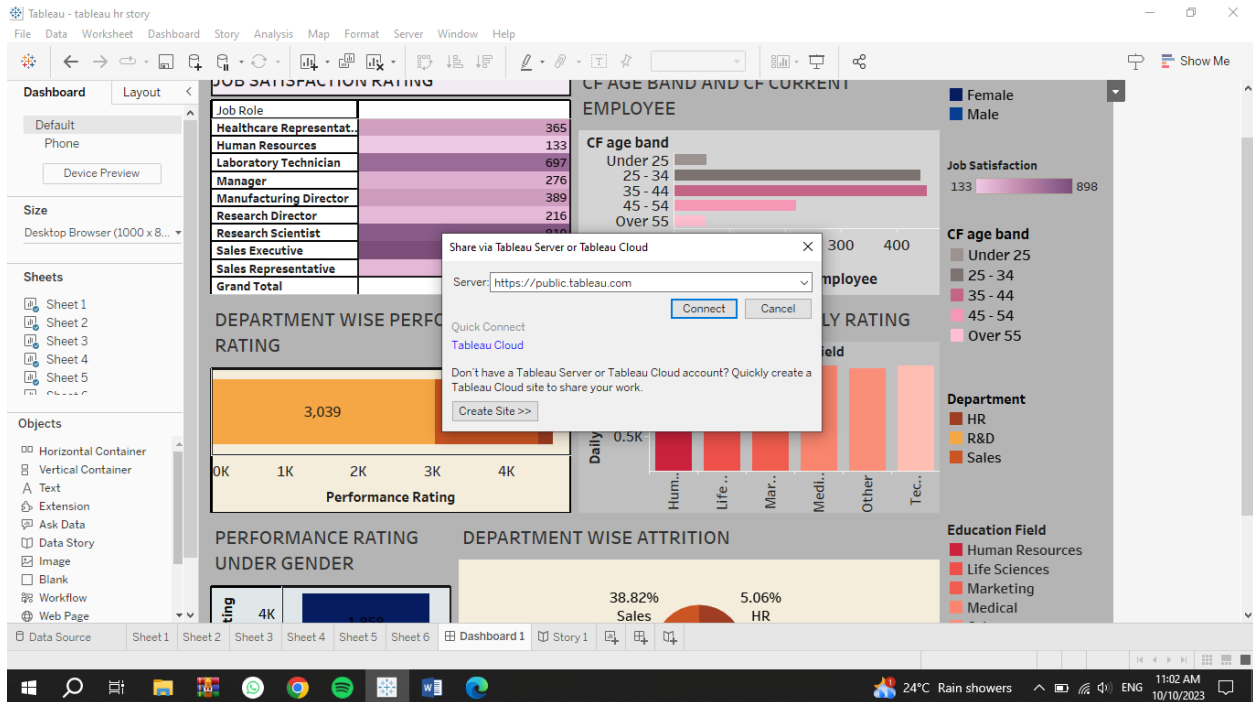 Tableau - tableau hr story
File Data Worksheet Dashboard Story Analysis Map Format Server Window Help
Show Me
Dashboard Layout
Default
Phone
Device Preview
Size
Desktop Browser (1000 x 8...
Sheets
Sheet 1
Sheet 2
Sheet 3
Sheet 4
Sheet 5
Objects
Horizontal Container
Vertical Container
Text
Extension
Ask Data
Data Story
Image
Blank
Workflow
Web Page
JOB SATISFACTION RATING
Job Role
Healthcare Representat.. 365
Human Resources 133
Laboratory Technician 697
Manager 276
Manufacturing Director 389
Research Director 216
Research Scientist
Sales Executive
Sales Representative
Grand Total
CF AGE BAND AND CF CURRENT
EMPLOYEE
CF age band
Under 25
25 - 34
35 - 44
45 - 54
Over 55
300 400
mployee
Share via Tableau Server or Tableau Cloud
Server: https://public.tableau.com
Connect Cancel
Quick Connect
Tableau Cloud
Don't have a Tableau Server or Tableau Cloud account? Quickly create a
Tableau Cloud site to share your work.
Create Site >>
DEPARTMENT WISE PERFO
RATING
3,039
0K 1K 2K 3K 4K
Performance Rating
LY RATING
ield
Daily
0.5K
Hum..
Life..
Mar..
Medi..
Other
Tec..
PERFORMANCE RATING
UNDER GENDER
ting
4K
DEPARTMENT WISE ATTRITION
38.82%
Sales
5.06%
HR
Female
Male
Job Satisfaction
133 898
CF age band
Under 25
25 - 34
35 - 44
45 - 54
Over 55
Department
HR
R&D
Sales
Education Field
Human Resources
Life Sciences
Marketing
Medical
Data Source Sheet 1 Sheet 2 Sheet 3 Sheet 4 Sheet 5 Sheet 6 Dashboard 1 Story 1
1 24°C Rain showers ENG 11:02 AM
10/10/2023